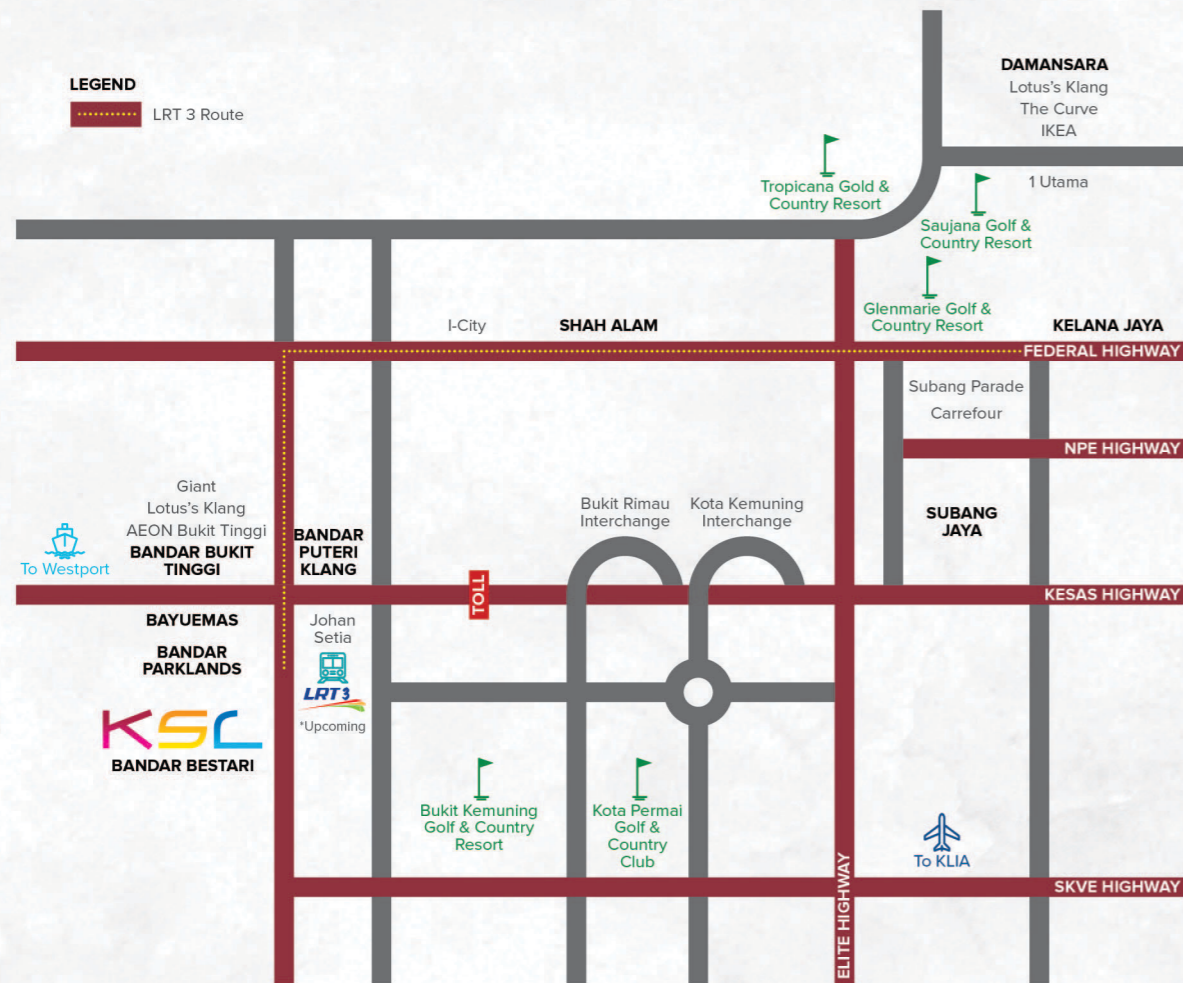 LEGEND
LRT 3 Route
DAMANSARA
Lotus's Klang
The Curve
IKEA
1 Utama
Tropicana Gold &
Country Resort
Saujana Golf &
Country Resort
Glenmarie Golf &
Country Resort
I-City
SHAH ALAM
KELANA JAYA
FEDERAL HIGHWAY
Subang Parade
Carrefour
NPE HIGHWAY
Giant
Lotus's Klang
AEON Bukit Tinggi
BANDAR BUKIT
TINGGI
To Westport
BANDAR
PUTERI
KLANG
Bukit Rimau
Interchange
Kota Kemuning
Interchange
SUBANG
JAYA
TOLL
KESAS HIGHWAY
BAYUEMAS
BANDAR
PARKLANDS
Johan
Setia
LRT 3
*Upcoming
KSL
BANDAR BESTARI
Bukit Kemuning
Golf & Country
Resort
Kota Permai
Golf &
Country
Club
To KLIA
ELITE HIGHWAY
SKVE HIGHWAY